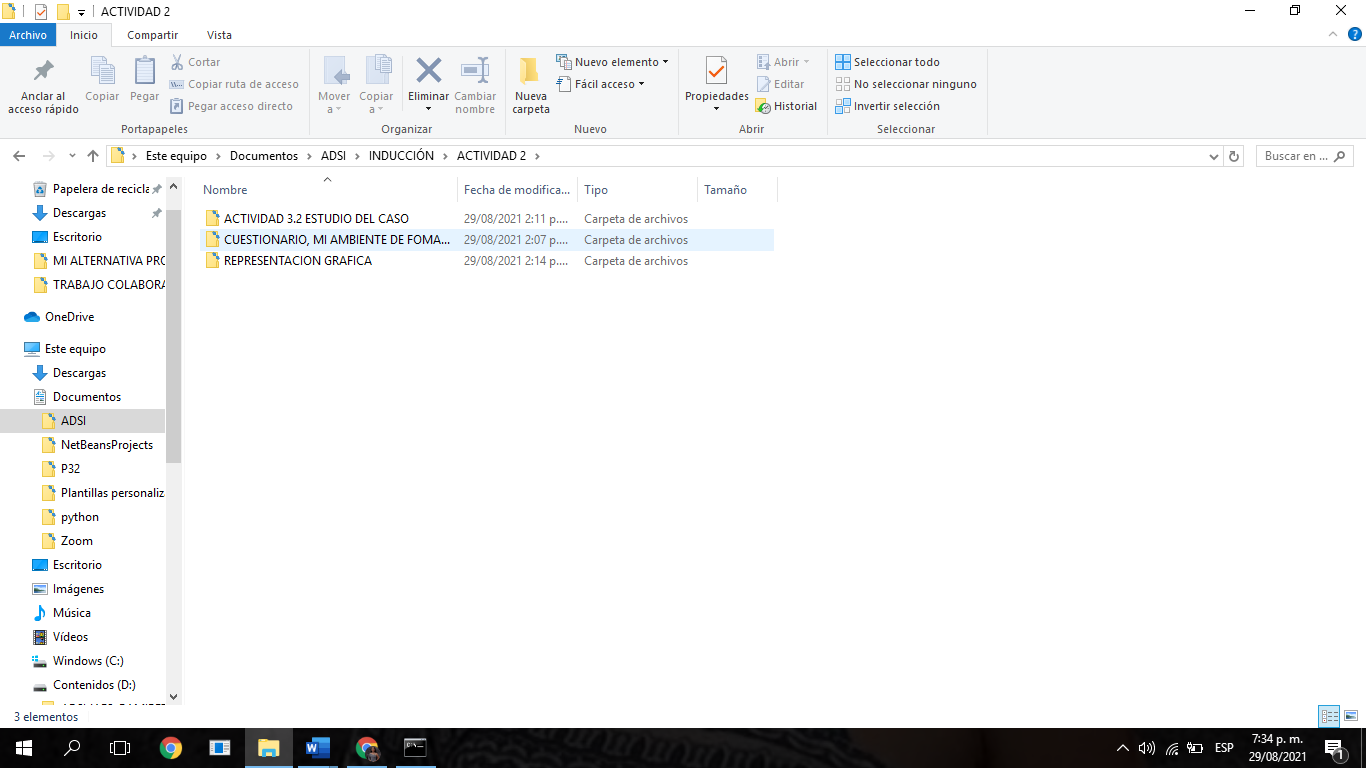 ACTIVIDAD 2
Archivo Inicio Compartir Vista
Anclar al acceso rápido
Copiar
Pegar
Cortar
Copiar ruta de acceso
Pegar acceso directo
Portapapeles
Mover a
Copiar a
Eliminar
Cambiar nombre
Organizar
Nueva carpeta
Nuevo elemento
Fácil acceso
Nuevo
Propiedades
Abrir
Editar
Historial
Abrir
Seleccionar todo
No seleccionar ninguno
Invertir selección
Seleccionar
Este equipo > Documentos > ADSI > INDUCCIÓN > ACTIVIDAD 2 >
Buscar en ...
Nombre Fecha de modifica... Tipo Tamaño
ACTIVIDAD 3.2 ESTUDIO DEL CASO 29/08/2021 2:11 p.... Carpeta de archivos
CUESTIONARIO, MI AMBIENTE DE FOMA... 29/08/2021 2:07 p.... Carpeta de archivos
REPRESENTACION GRAFICA 29/08/2021 2:14 p.... Carpeta de archivos
Papelera de recicla
Descargas
Escritorio
MI ALTERNATIVA PRO
TRABAJO COLABORA
OneDrive
Este equipo
Descargas
Documentos
ADSI
NetBeansProjects
P32
Plantillas personaliz
python
Zoom
Escritorio
Imágenes
Música
Vídeos
Windows (C:)
Contenidos (D:)
3 elementos
ESP
7:34 p. m.
29/08/2021
1